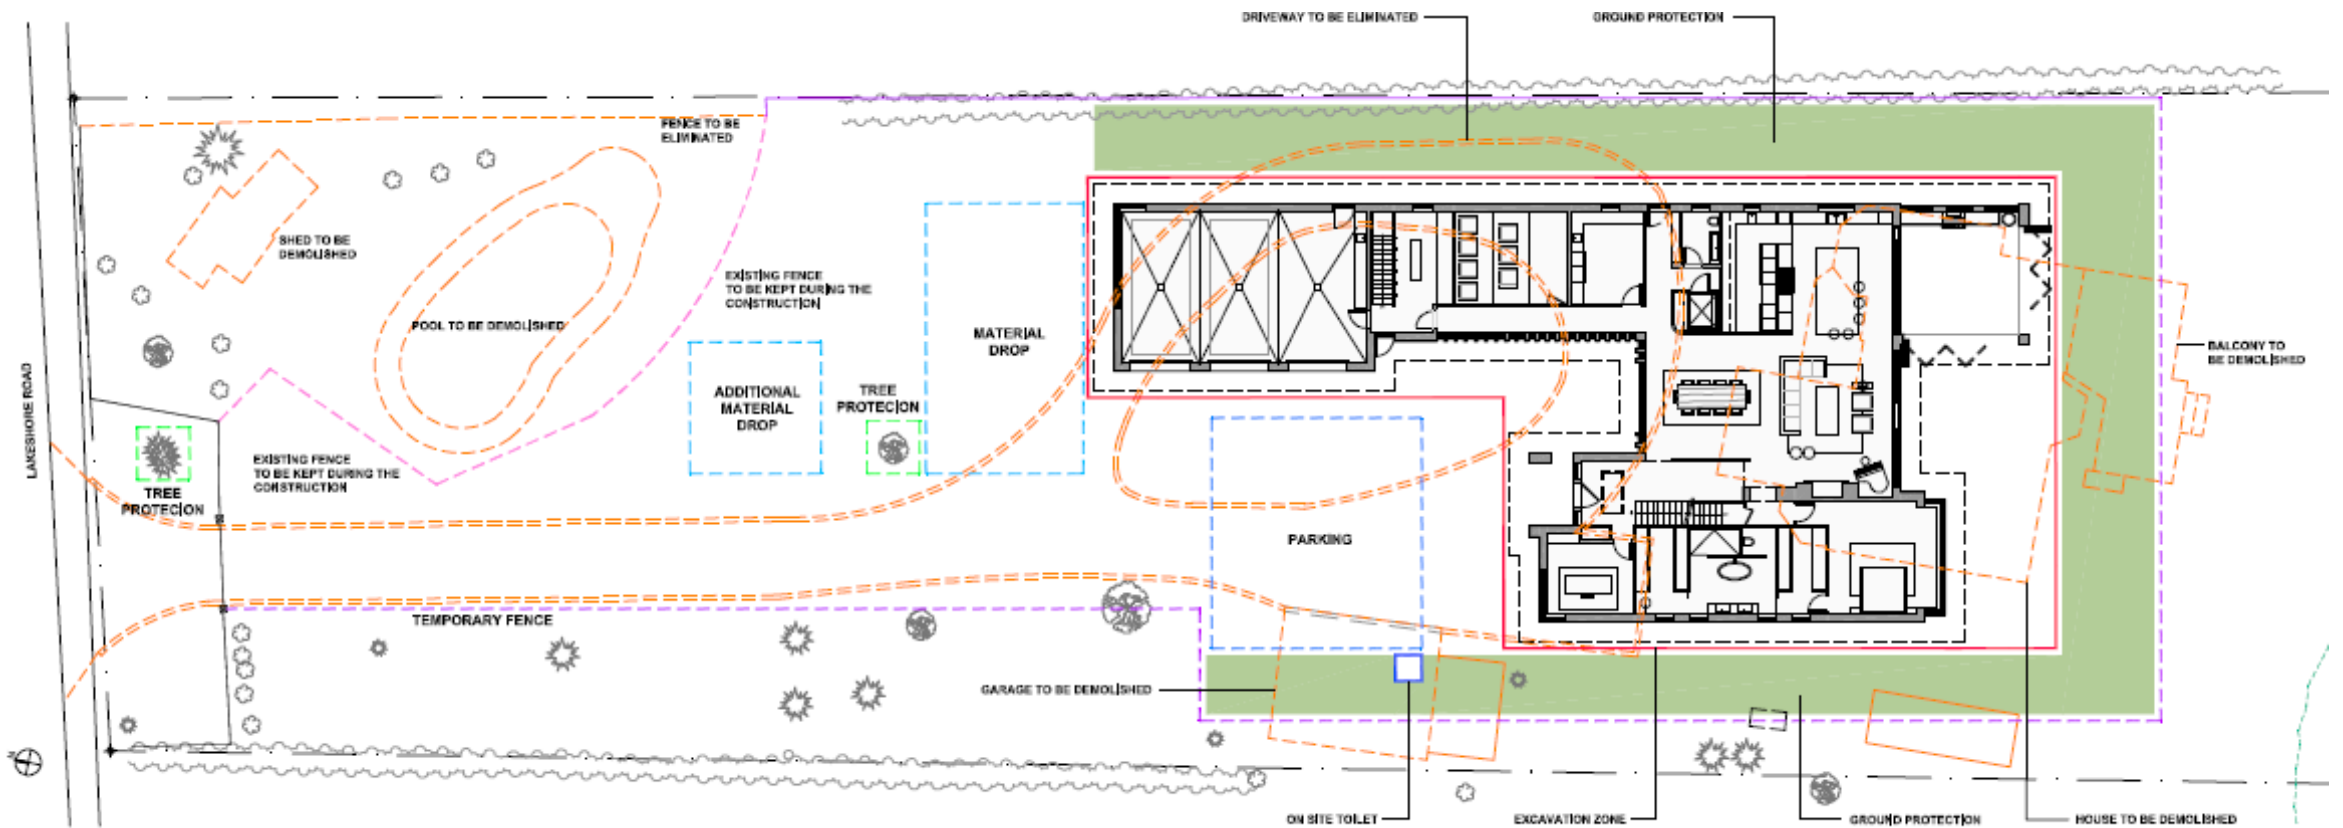 DRIVEWAY TO BE ELIMINATED
GROUND PROTECTION
FENCE TO BE
ELIMINATED
SHED TO BE
DEMOLISHED
EXISTING FENCE
TO BE KEPT DURING THE
CONSTRUCTION
POOL TO BE DEMOLISHED
MATERIAL
DROP
BALCONY TO
BE DEMOLISHED
ADDITIONAL
MATERIAL
DROP
TREE
PROTECION
LAKESHORE ROAD
EXISTING FENCE
TO BE KEPT DURING THE
CONSTRUCTION
TREE
PROTECION
PARKING
TEMPORARY FENCE
GARAGE TO BE DEMOLISHED
ON SITE TOILET
EXCAVATION ZONE
GROUND PROTECTION
HOUSE TO BE DEMOLISHED